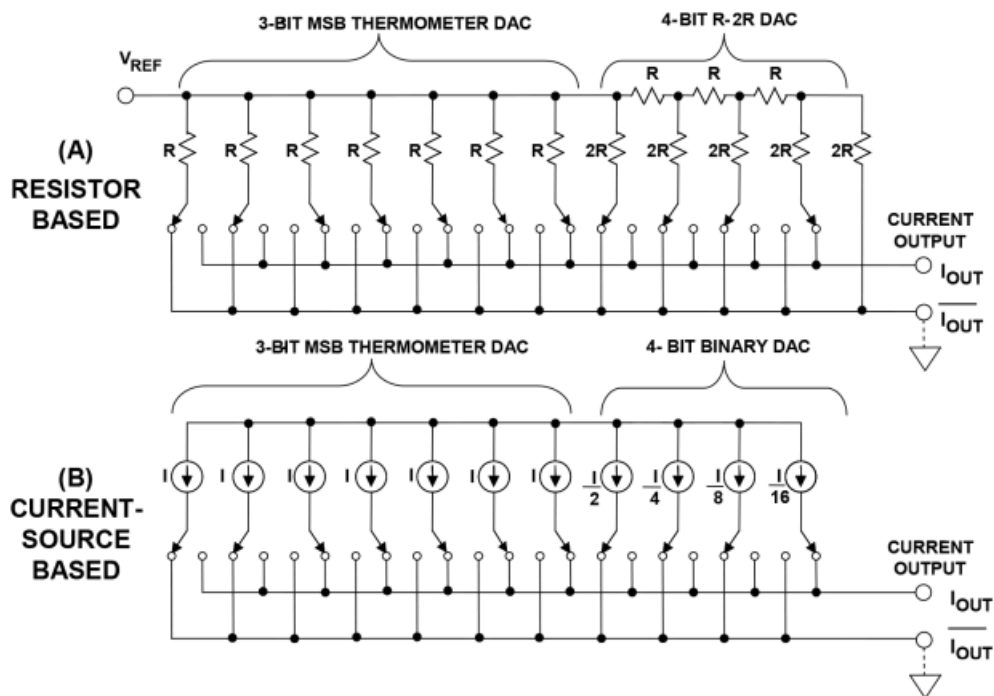 3-BIT MSB THERMOMETER DAC
4- BIT R- 2R DAC
VREF
R R R
R R R R R R R 2R 2R 2R 2R 2R
(A)
RESISTOR
BASED
CURRENT
OUTPUT
IOUT
IOUT
3-BIT MSB THERMOMETER DAC
4- BIT BINARY DAC
I I I I I I I I/2 I/4 I/8 I/16
(B)
CURRENT-
SOURCE
BASED
CURRENT
OUTPUT
IOUT
IOUT